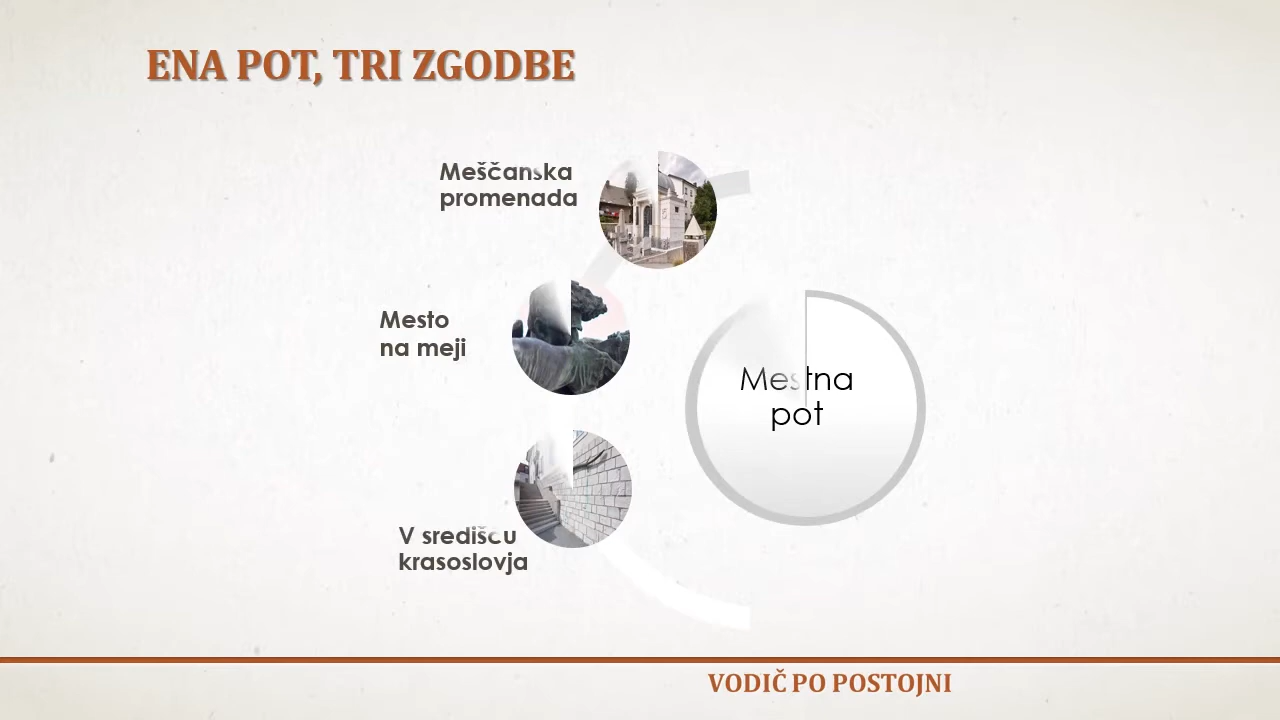 ENA POT, TRI ZGODBE
Meščanska
promenada
Mesto
na meji
Mestna
pot
V središču
krasoslovja
VODIČ PO POSTOJNI